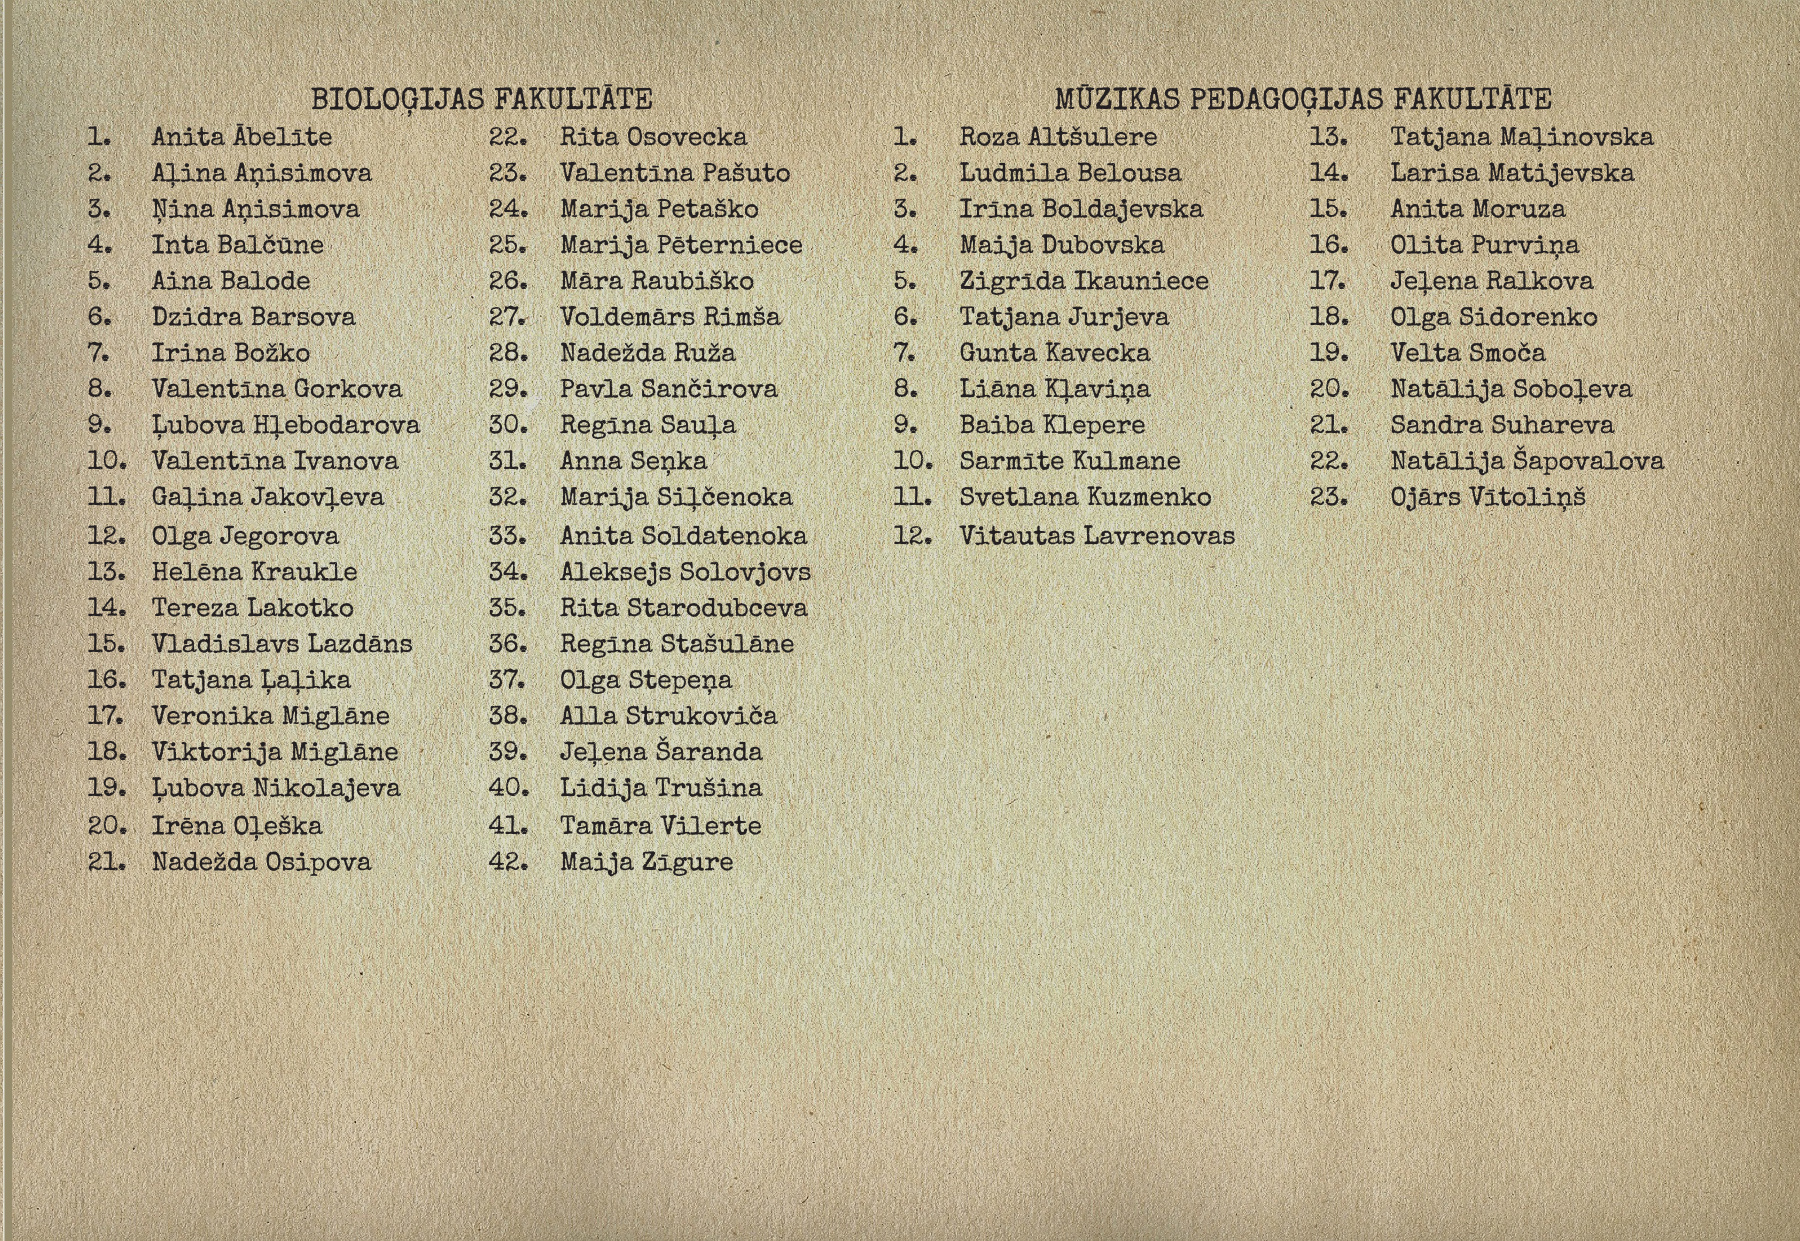 BIOLOĢIJAS FAKULTĀTE
1. Anita Ābelīte
2. Aļina Aņisimova
3. Ņina Aņisimova
4. Inta Balčūne
5. Aina Balode
6. Dzidra Barsova
7. Irina Božko
8. Valentīna Gorkova
9. Ļubova Hļebodarova
10. Valentīna Ivanova
11. Gaļina Jakovļeva
12. Olga Jegorova
13. Helēna Kraukle
14. Tereza Lakotko
15. Vladislavs Lazdāns
16. Tatjana Ļaļika
17. Veronika Miglāne
18. Viktorija Miglāne
19. Ļubova Nikolajeva
20. Irēna Oļeška
21. Nadežda Osipova
22. Rita Osovecka
23. Valentīna Pašuto
24. Marija Petaško
25. Marija Pēterniece
26. Māra Raubiško
27. Voldemārs Rimša
28. Nadežda Ruža
29. Pavla Sančirova
30. Regīna Sauļa
31. Anna Seņka
32. Marija Siļčenoka
33. Anita Soldatenoka
34. Aleksejs Solovjovs
35. Rita Starodubceva
36. Regīna Stašulāne
37. Olga Stepeņa
38. Alla Strukoviča
39. Jeļena Šaranda
40. Lidija Trušina
41. Tamāra Vilerte
42. Maija Zīgure
MŪZIKAS PEDAGOĢIJAS FAKULTĀTE
1. Roza Altšulere
2. Ludmila Belousa
3. Irīna Boldajevska
4. Maija Dubovska
5. Zigrīda Ikauniece
6. Tatjana Jurjeva
7. Gunta Kavecka
8. Liāna Kļaviņa
9. Baiba Klepere
10. Sarmīte Kulmane
11. Svetlana Kuzmenko
12. Vitautas Lavrenovas
13. Tatjana Maļinovska
14. Larisa Matijevska
15. Anita Moruza
16. Olita Purviņa
17. Jeļena Ralkova
18. Olga Sidorenko
19. Velta Smoča
20. Natālija Soboļeva
21. Sandra Suhareva
22. Natālija Šapovalova
23. Ojārs Vītoliņš